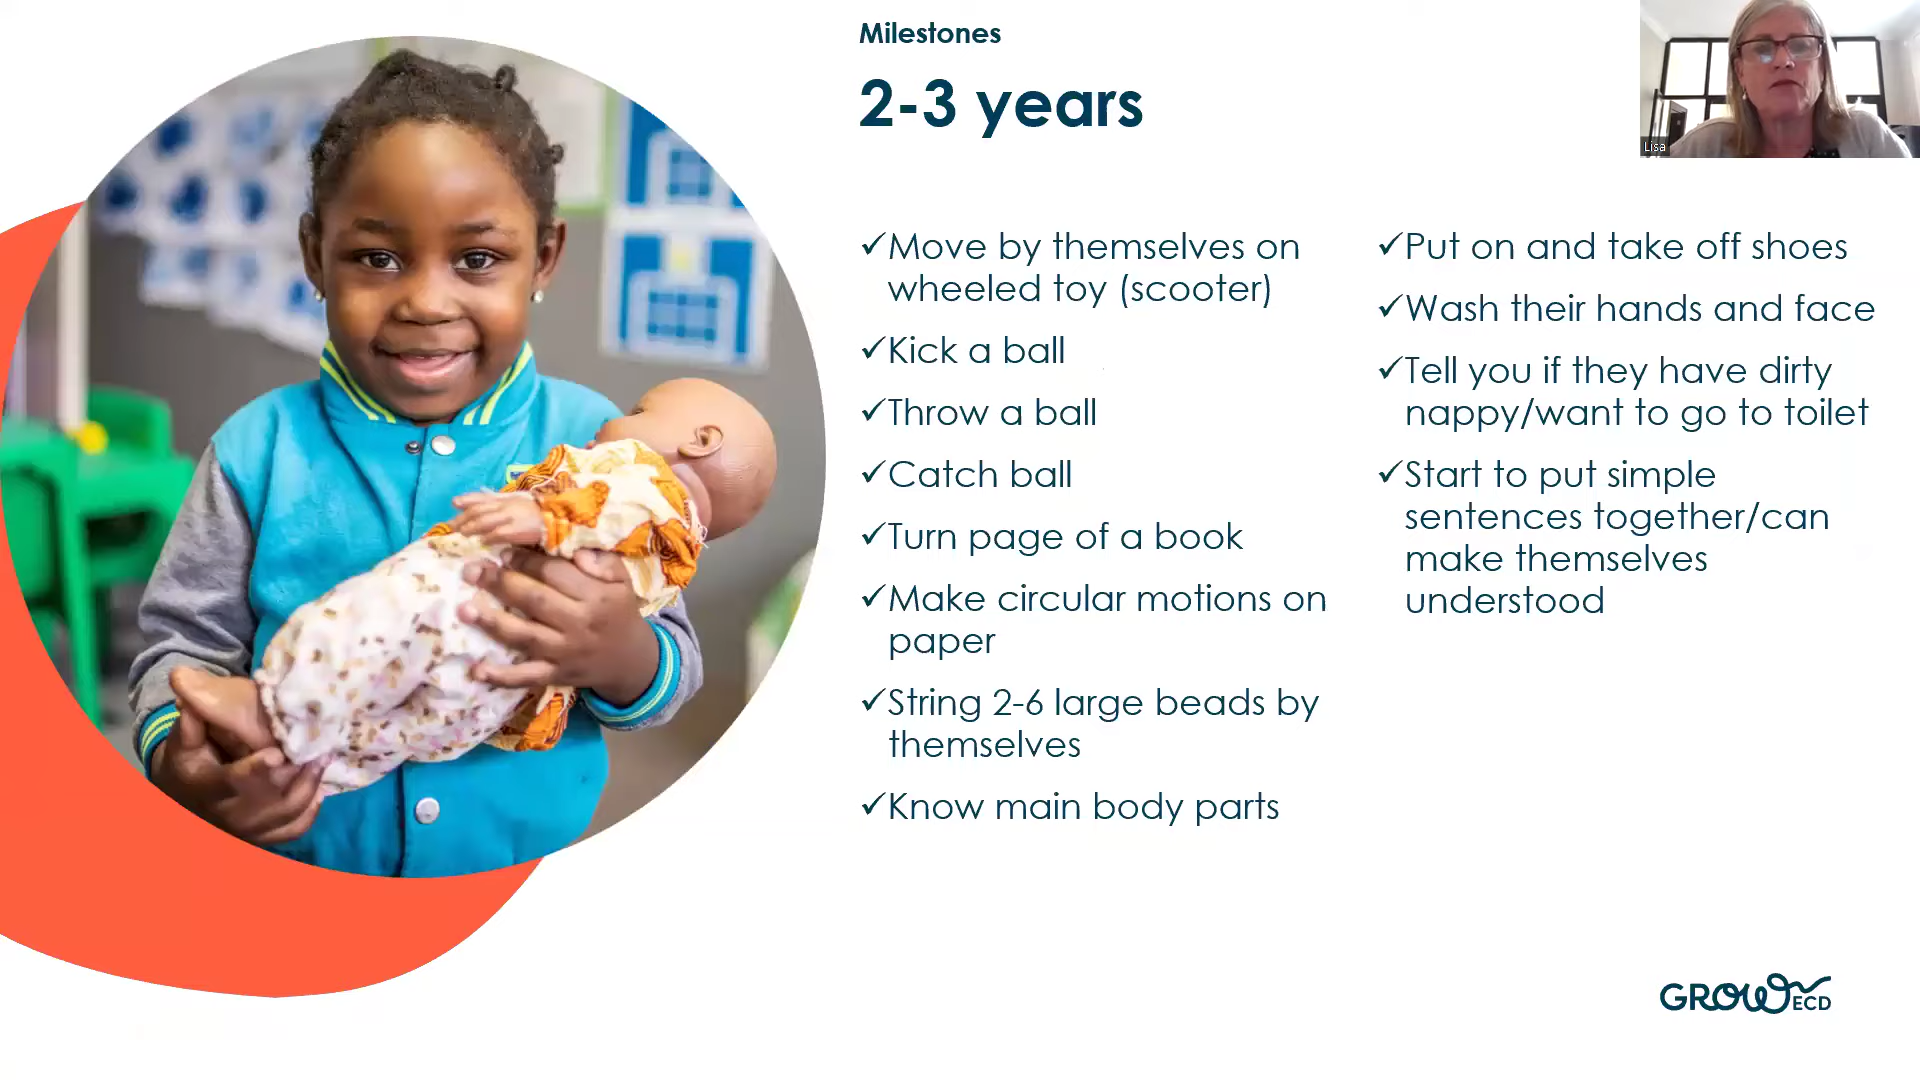 Milestones
2-3 years
Lisa
✓Move by themselves on
wheeled toy (scooter)
✓Kick a ball
✓Throw a ball
✓Catch ball
✓Turn page of a book
✓Make circular motions on
paper
✓String 2-6 large beads by
themselves
✓Know main body parts
✓Put on and take off shoes
✓Wash their hands and face
✓Tell you if they have dirty
nappy/want to go to toilet
✓Start to put simple
sentences together/can
make themselves
understood
GROW ECD